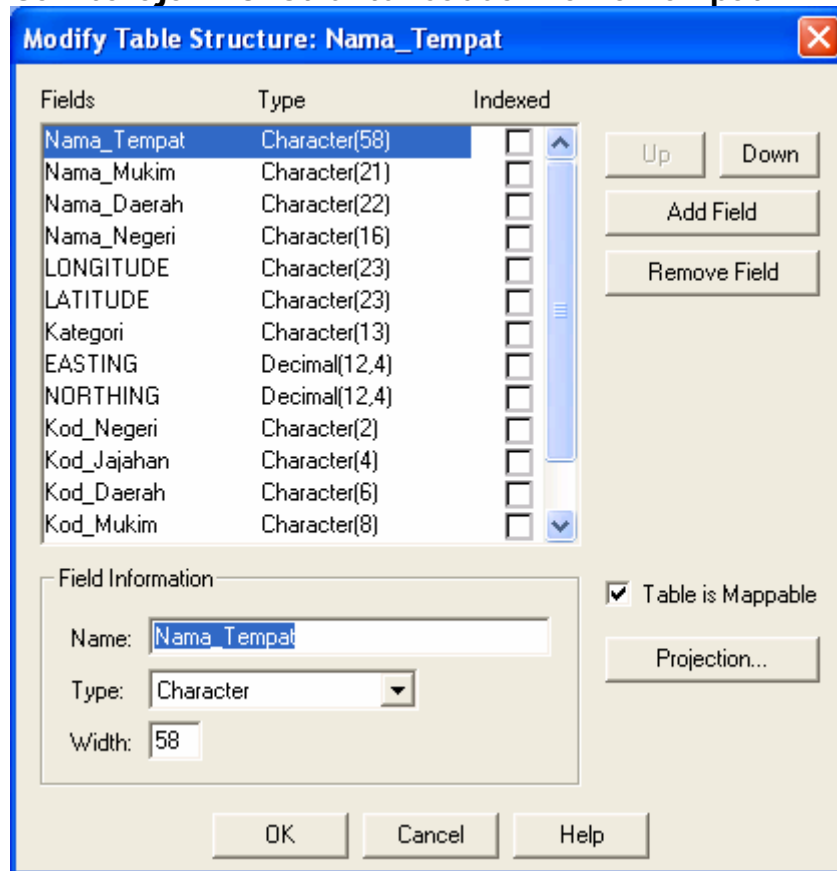 Modify Table Structure: Nama_Tempat
Fields Type Indexed
Nama_Tempat Character(58)
Nama_Mukim Character(21)
Nama_Daerah Character(22)
Nama_Negeri Character(16)
LONGITUDE Character(23)
LATITUDE Character(23)
Kategori Character(13)
EASTING Decimal(12,4)
NORTHING Decimal(12,4)
Kod_Negeri Character(2)
Kod_Jajahan Character(4)
Kod_Daerah Character(6)
Kod_Mukim Character(8)
Up Down
Add Field
Remove Field
Field Information
Name: Nama_Tempat
Type: Character
Width: 58
Table is Mappable
Projection...
OK Cancel Help